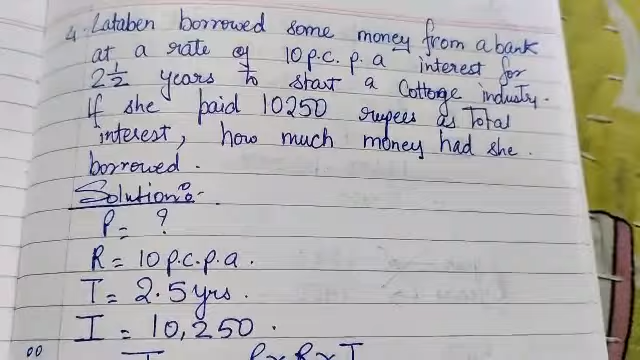 4. Lataben borrowed some money from a bank
at a rate of 10 p.c. p. a interest for
2 1/2 years to start a Cottage industry.
If she paid 10250 rupees as Total
interest, how much money had she
borrowed.
Solution:-
P = ?
R = 10 p.c.p.a.
T = 2.5 yrs.
I = 10,250.
I P x R x T